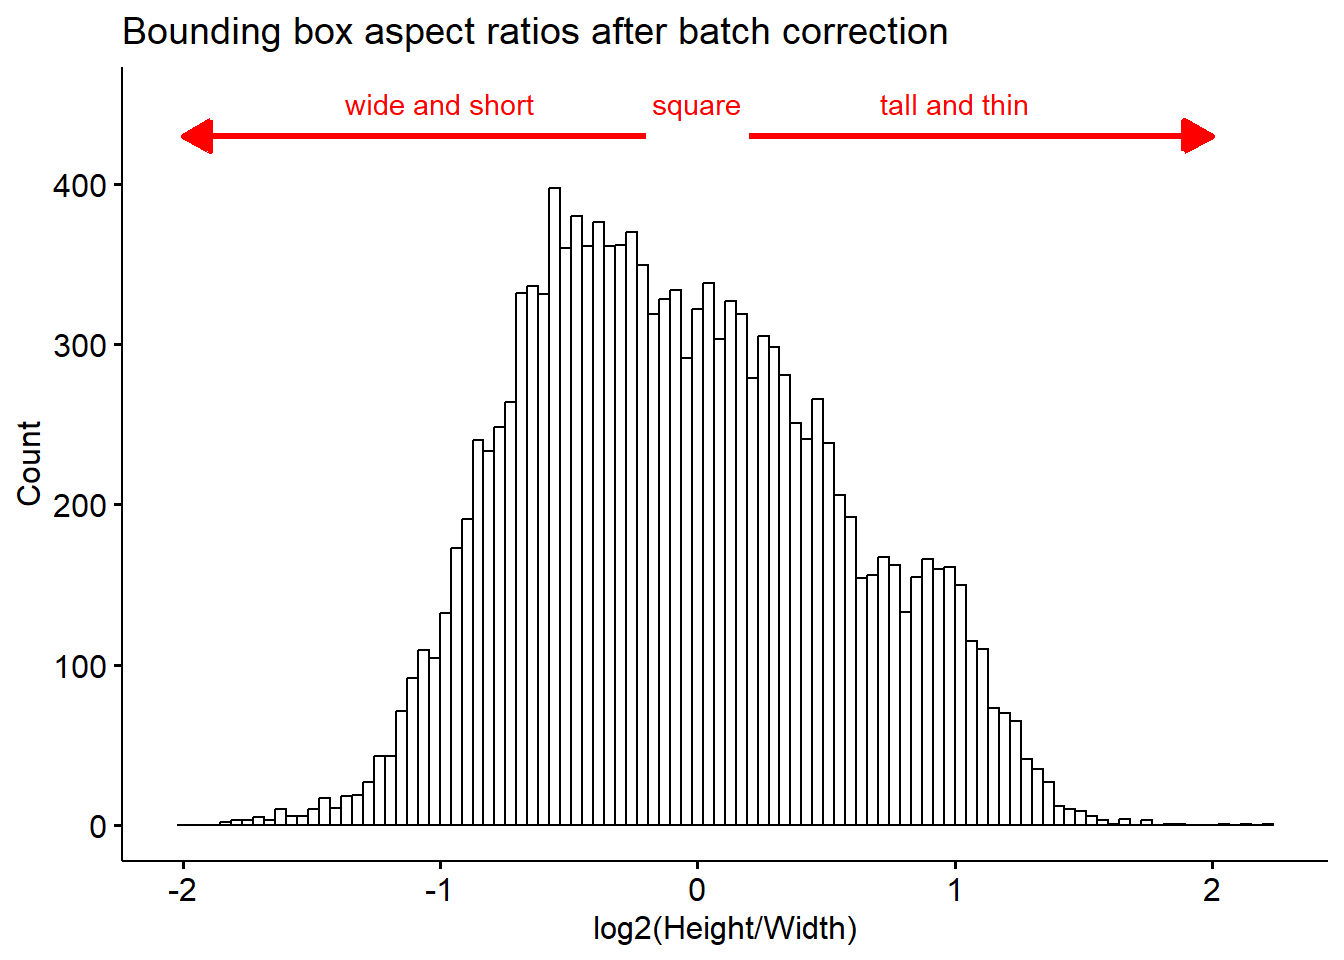 Bounding box aspect ratios after batch correction
wide and short
square
tall and thin
400
300
200
100
0
Count
-2
-1
0
1
2
log2(Height/Width)